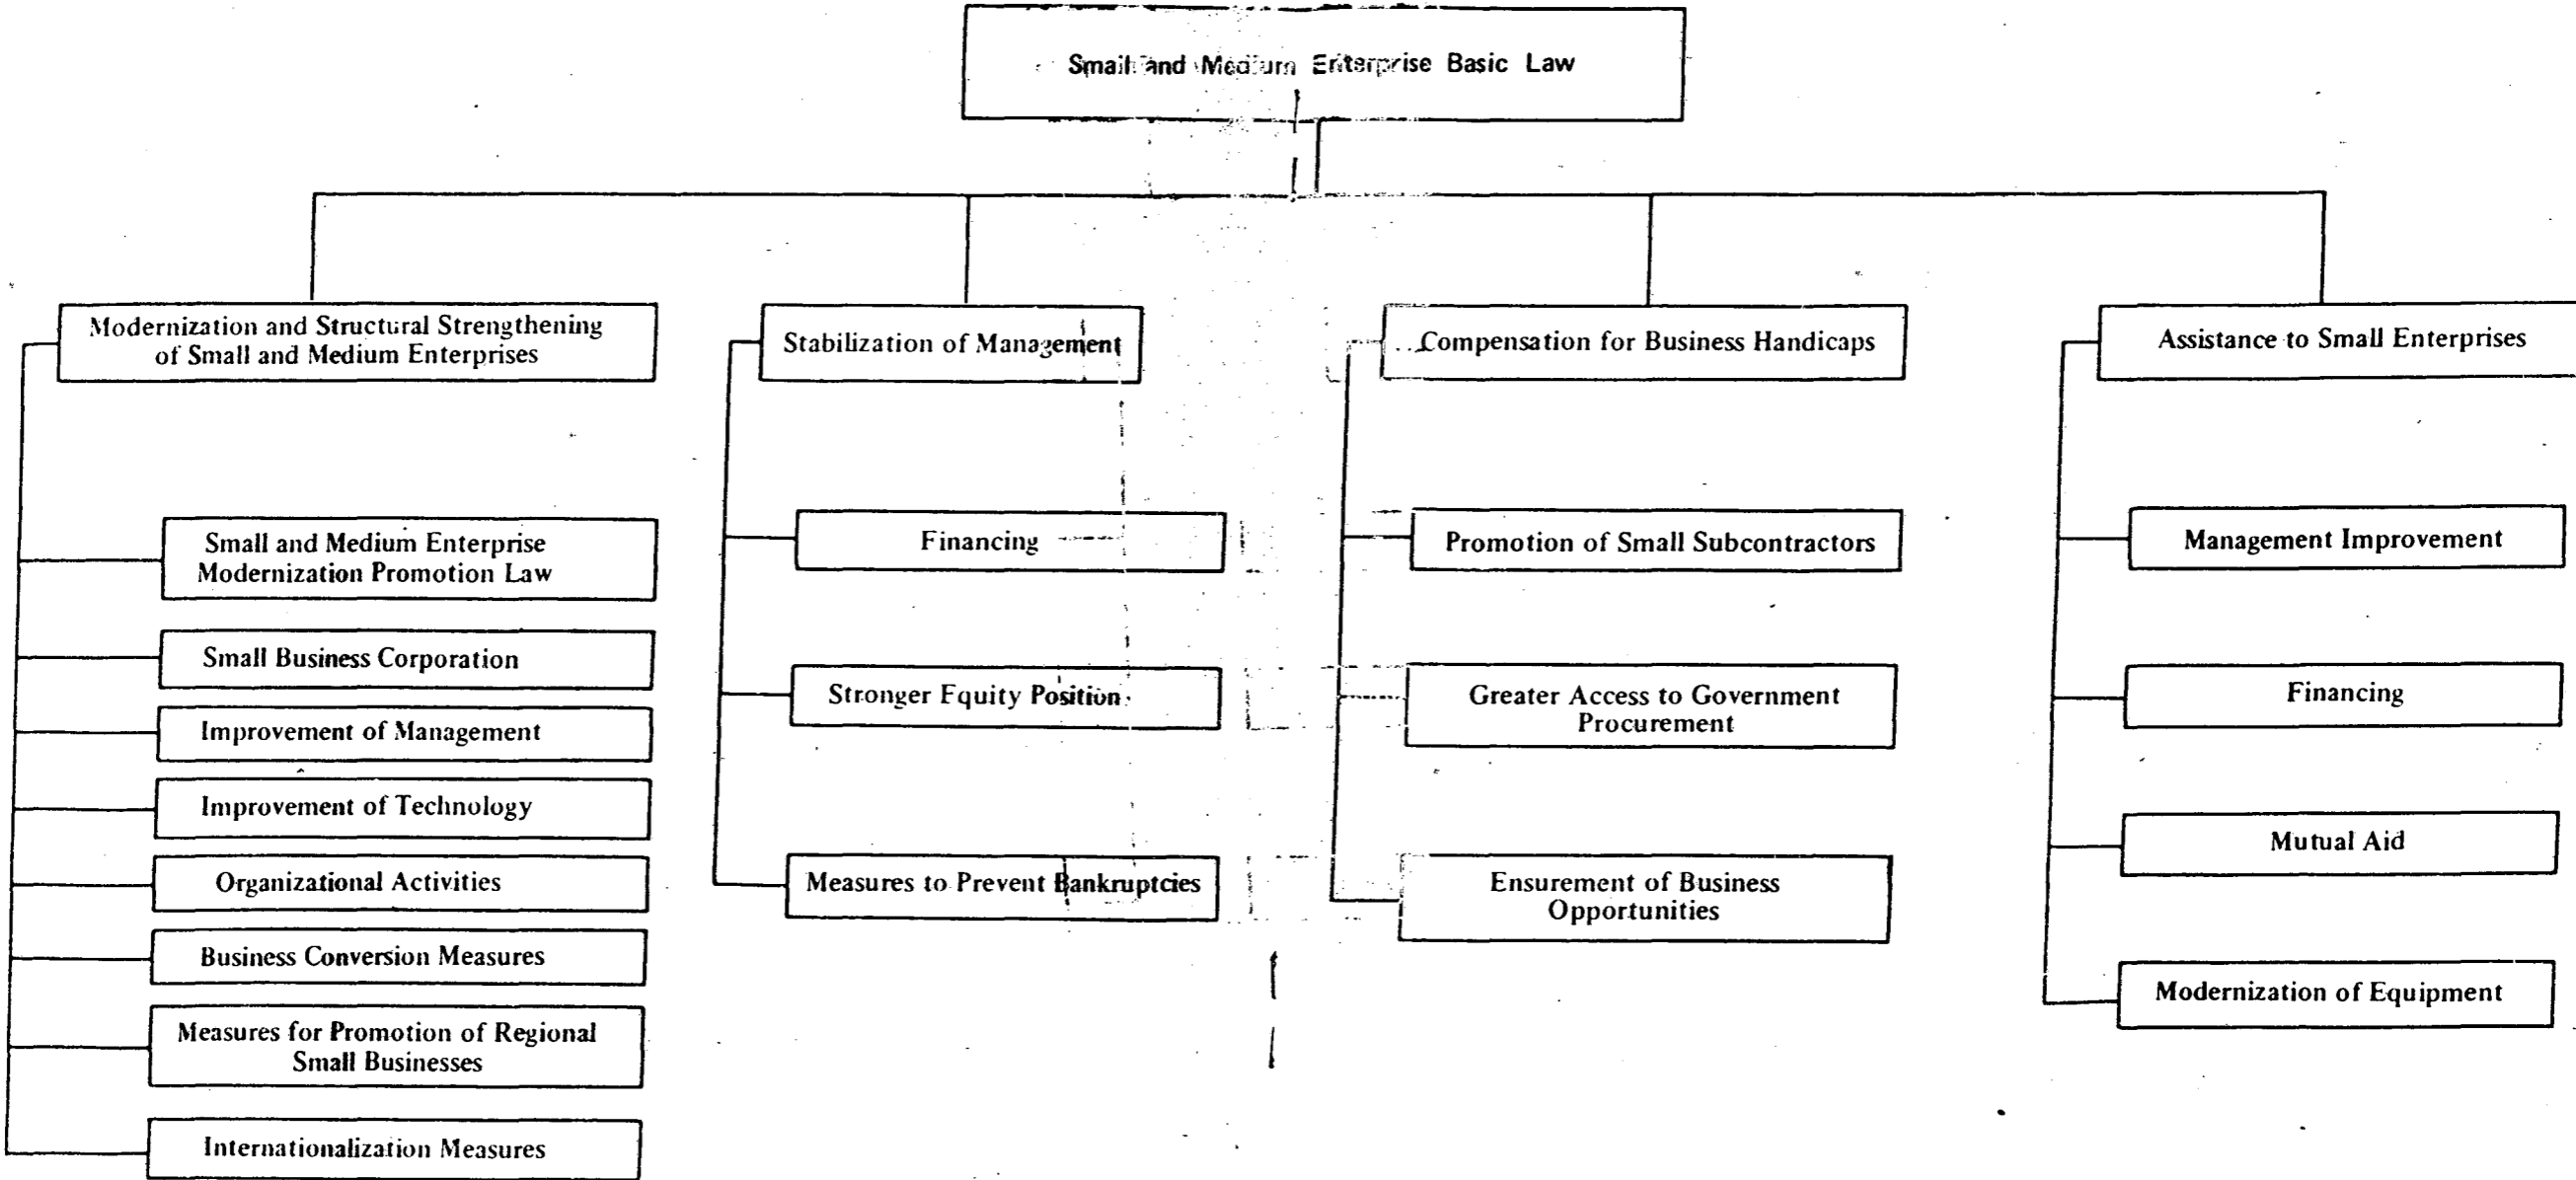 Small and Medium Enterprise Basic Law
Modernization and Structural Strengthening
of Small and Medium Enterprises
Small and Medium Enterprise
Modernization Promotion Law
Small Business Corporation
Improvement of Management
Improvement of Technology
Organizational Activities
Business Conversion Measures
Measures for Promotion of Regional
Small Businesses
Internationalization Measures
Stabilization of Management
Financing
Stronger Equity Position
Measures to Prevent Bankruptcies
Compensation for Business Handicaps
Promotion of Small Subcontractors
Greater Access to Government
Procurement
Ensurement of Business
Opportunities
Assistance to Small Enterprises
Management Improvement
Financing
Mutual Aid
Modernization of Equipment